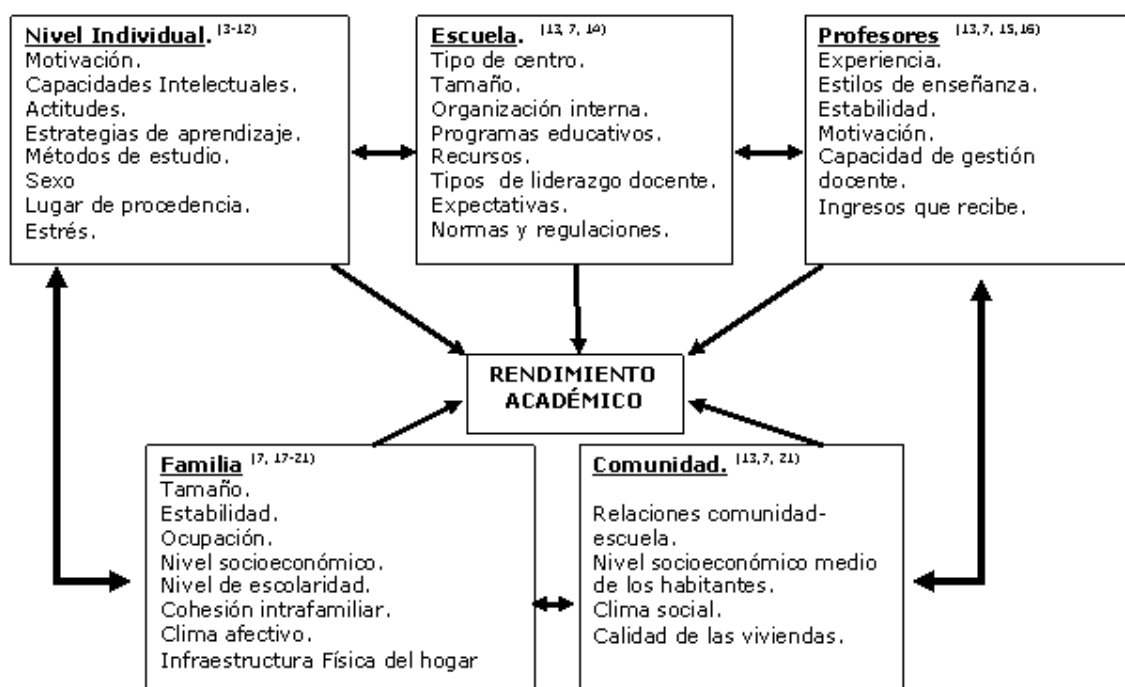 Nivel Individual. (3-12)
Motivación.
Capacidades Intelectuales.
Actitudes.
Estrategias de aprendizaje.
Métodos de estudio.
Sexo
Lugar de procedencia.
Estrés.
Escuela. (13, 7, 14)
Tipo de centro.
Tamaño.
Organización interna.
Programas educativos.
Recursos.
Tipos de liderazgo docente.
Expectativas.
Normas y regulaciones.
Profesores (13,7, 15,16)
Experiencia.
Estilos de enseñanza.
Estabilidad.
Motivación.
Capacidad de gestión
docente.
Ingresos que recibe.
RENDIMIENTO
ACADÉMICO
Familia (7, 17-21)
Tamaño.
Estabilidad.
Ocupación.
Nivel socioeconómico.
Nivel de escolaridad.
Cohesión intrafamiliar.
Clima afectivo.
Infraestructura Física del hogar
Comunidad. (13,7, 21)
Relaciones comunidad-
escuela.
Nivel socioeconómico medio
de los habitantes.
Clima social.
Calidad de las viviendas.